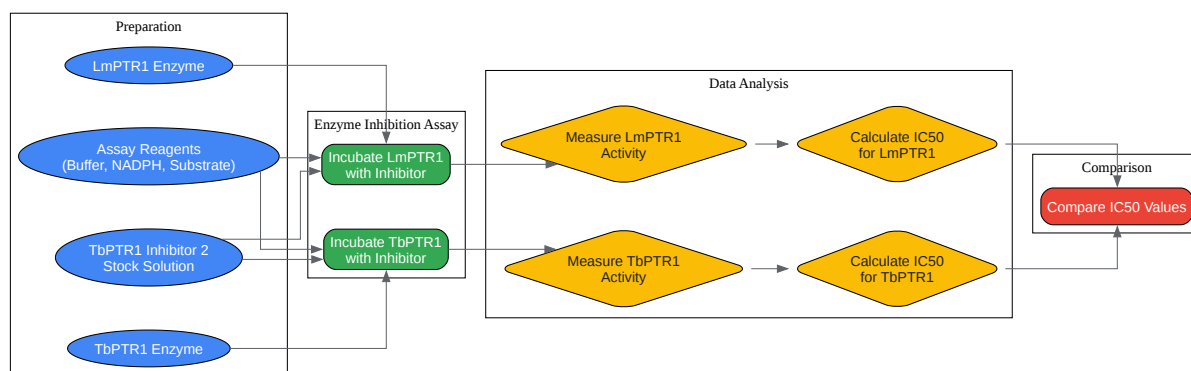 Preparation
LmPTR1 Enzyme
Assay Reagents
(Buffer, NADPH, Substrate)
TbPTR1 Inhibitor 2
Stock Solution
TbPTR1 Enzyme
Enzyme Inhibition Assay
Incubate LmPTR1
with Inhibitor
Incubate TbPTR1
with Inhibitor
Data Analysis
Measure LmPTR1
Activity
Calculate IC50
for LmPTR1
Measure TbPTR1
Activity
Calculate IC50
for TbPTR1
Comparison
Compare IC50 Values